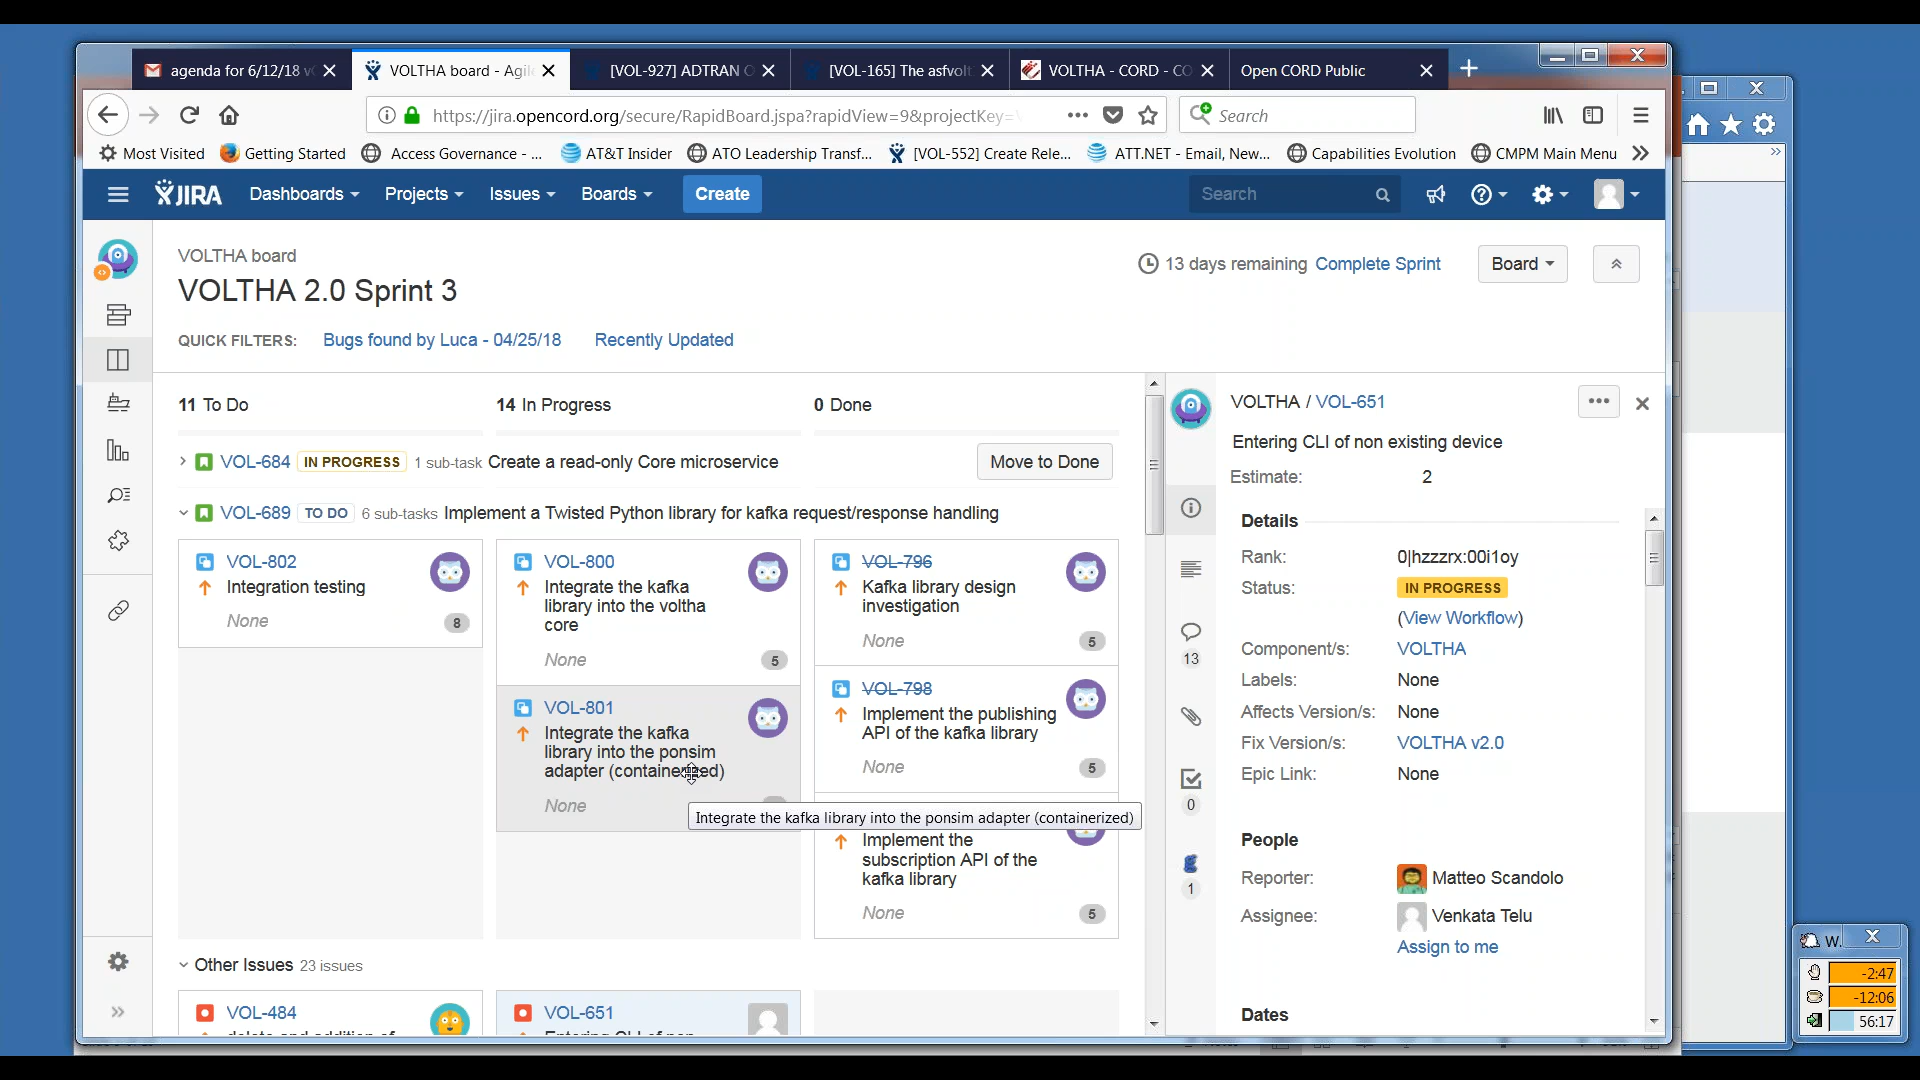 agenda for 6/12/18 v
VOLTHA board - Agil
[VOL-927] ADTRAN
[VOL-165] The asfvolt
VOLTHA - CORD - CO
Open CORD Public
https://jira.opencord.org/secure/RapidBoard.jspa?rapidView=9&projectKey=
Search
Most Visited
Getting Started
Access Governance - ...
AT&T Insider
ATO Leadership Transf...
[VOL-552] Create Rele...
ATT.NET - Email, New...
Capabilities Evolution
CMPM Main Menu
JIRA
Dashboards
Projects
Issues
Boards
Create
Search
VOLTHA board
VOLTHA 2.0 Sprint 3
13 days remaining Complete Sprint
Board
QUICK FILTERS: Bugs found by Luca - 04/25/18 Recently Updated
11 To Do
14 In Progress
0 Done
VOL-684 IN PROGRESS 1 sub-task Create a read-only Core microservice
Move to Done
VOL-689 TO DO 6 sub-tasks Implement a Twisted Python library for kafka request/response handling
VOL-802
Integration testing
None
8
VOL-800
Integrate the kafka
library into the voltha
core
None
5
VOL-801
Integrate the kafka
library into the ponsim
adapter (containerized)
None
Integrate the kafka library into the ponsim adapter (containerized)
VOL-796
Kafka library design
investigation
None
5
VOL-798
Implement the publishing
API of the kafka library
None
5
Implement the
subscription API of the
kafka library
None
5
Other Issues 23 issues
VOL-484
VOL-651
VOLTHA / VOL-651
Entering CLI of non existing device
Estimate: 2
13
0
1
Details
Rank: 0|hzzzrx:00i1oy
Status: IN PROGRESS
(View Workflow)
Component/s: VOLTHA
Labels: None
Affects Version/s: None
Fix Version/s: VOLTHA v2.0
Epic Link: None
People
Reporter: Matteo Scandolo
Assignee: Venkata Telu
Assign to me
Dates
W.
-2:47
-12:06
56:17